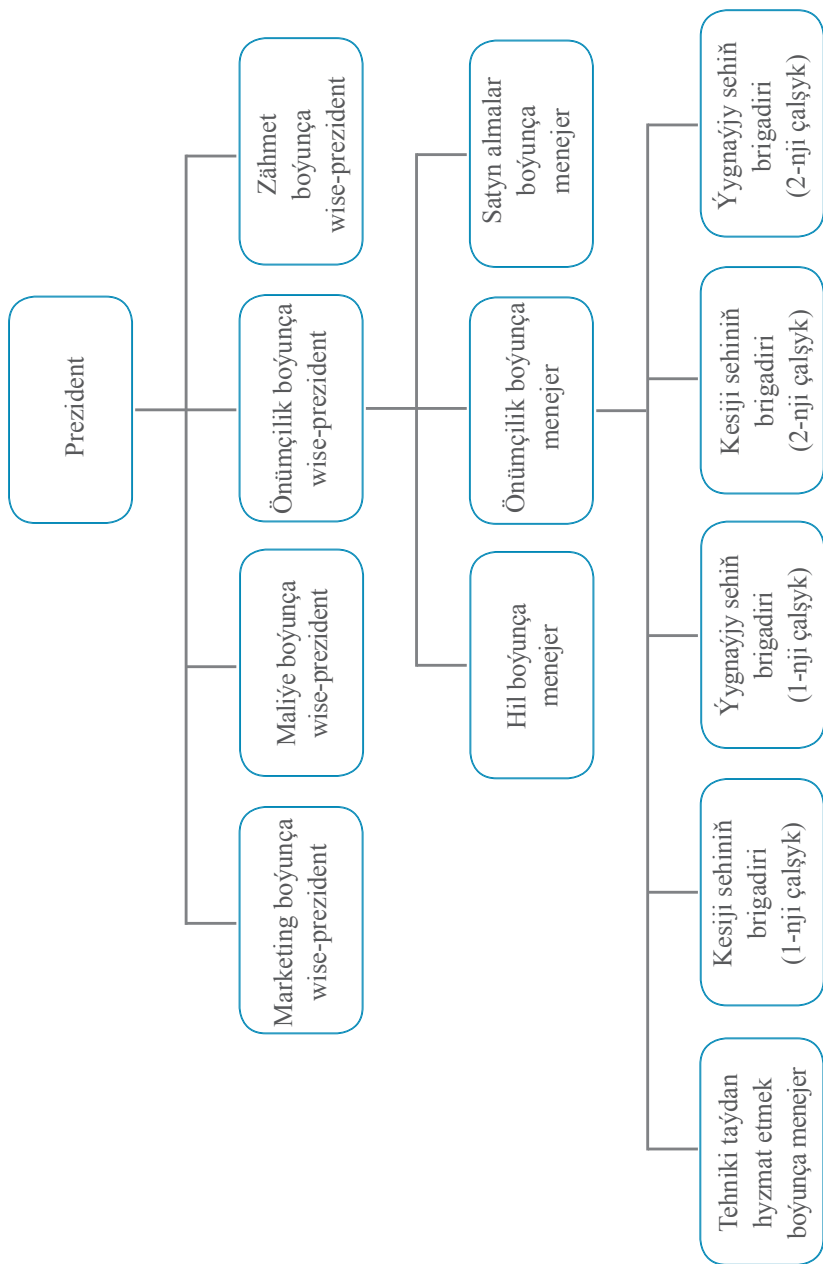 Prezident
Marketing boýunça
wise-prezident
Maliýe boýunça
wise-prezident
Önümçilik boýunça
wise-prezident
Zähmet
boýunça
wise-prezident
Hil boýunça
menejer
Önümçilik boýunça
menejer
Satyn almalar
boýunça
menejer
Tehniki taýdan
hyzmat etmek
boýunça menejer
Kesiji sehiniň
brigadiri
(1-nji çalşyk)
Ýygnaýjy sehiň
brigadiri
(1-nji çalşyk)
Kesiji sehiniň
brigadiri
(2-nji çalşyk)
Ýygnaýjy sehiň
brigadiri
(2-nji çalşyk)